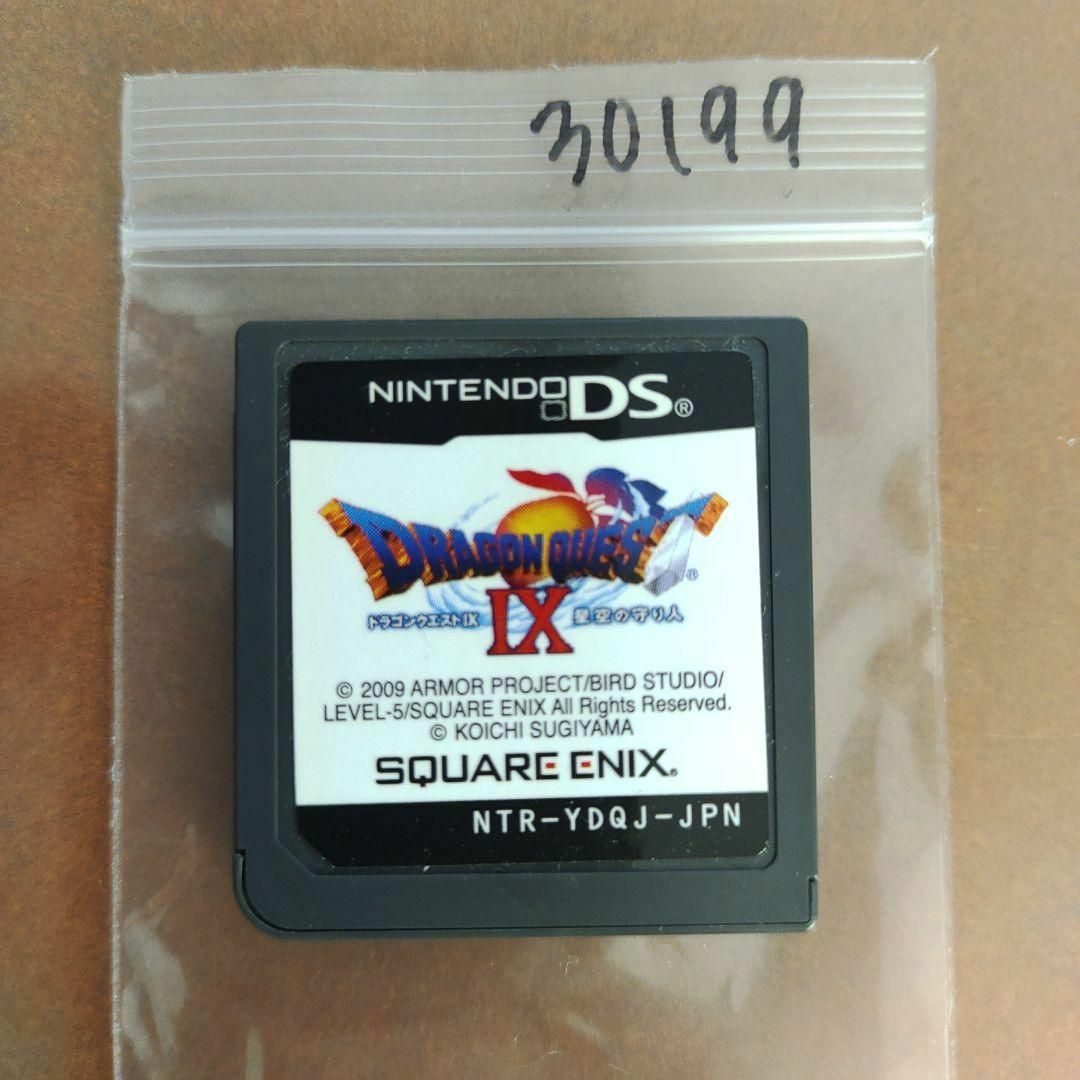 30199
NINTENDO DS®
DRAGON QUEST®
ドラゴンクエストIX IX 星空の守り人
© 2009 ARMOR PROJECT/BIRD STUDIO/
LEVEL-5/SQUARE ENIX All Rights Reserved.
© KOICHI SUGIYAMA
SQUARE ENIX®
NTR-YDQJ-JPN